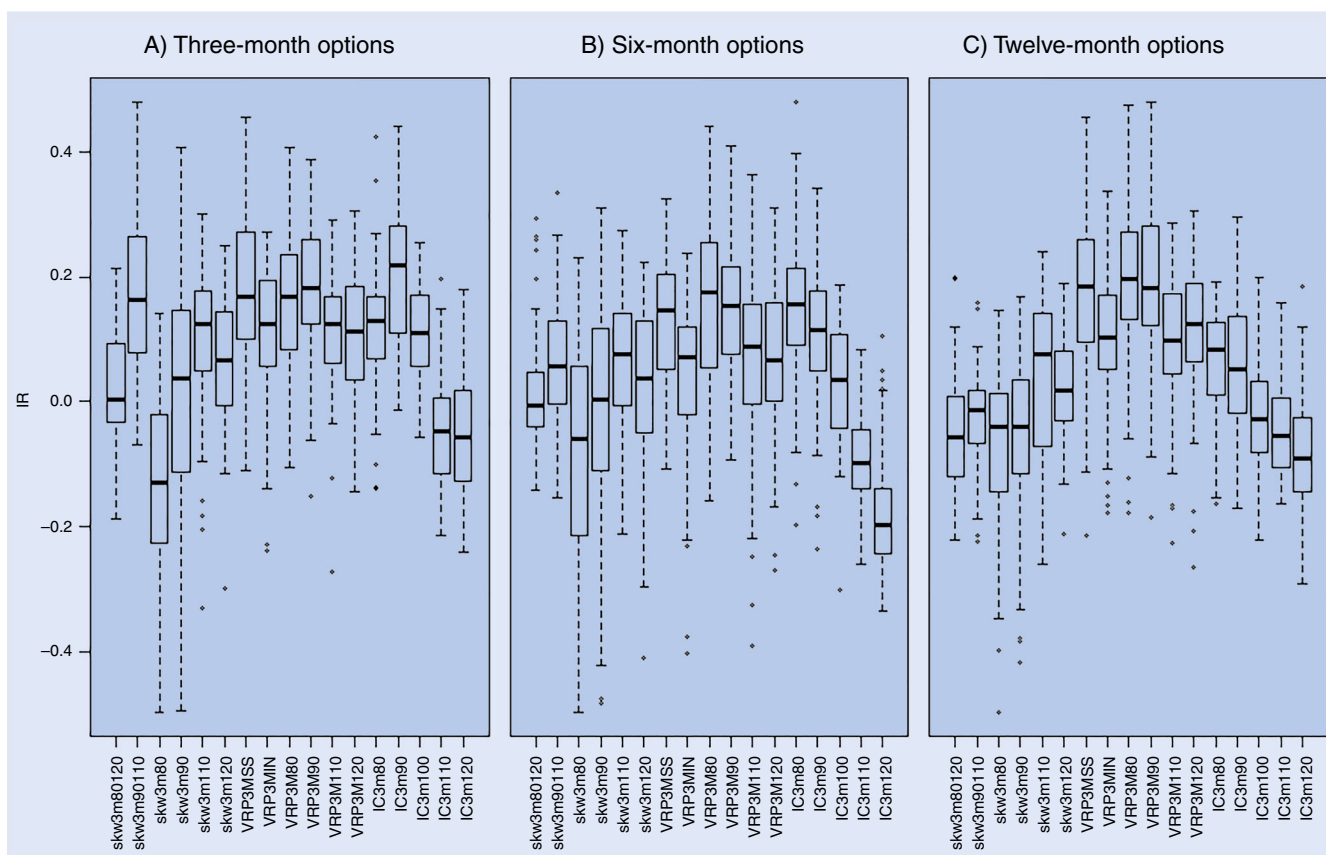 A) Three-month options
B) Six-month options
C) Twelve-month options
IR
0.4
0.2
0.0
−0.2
−0.4
skw3m80120
skw3m90110
skw3m80
skw3m90
skw3m110
skw3m120
VRP3MSS
VRP3MIN
VRP3M80
VRP3M90
VRP3M110
VRP3M120
IC3m80
IC3m90
IC3m100
IC3m110
IC3m120
skw3m80120
skw3m90110
skw3m80
skw3m90
skw3m110
skw3m120
VRP3MSS
VRP3MIN
VRP3M80
VRP3M90
VRP3M110
VRP3M120
IC3m80
IC3m90
IC3m100
IC3m110
IC3m120
skw3m80120
skw3m90110
skw3m80
skw3m90
skw3m110
skw3m120
VRP3MSS
VRP3MIN
VRP3M80
VRP3M90
VRP3M110
VRP3M120
IC3m80
IC3m90
IC3m100
IC3m110
IC3m120